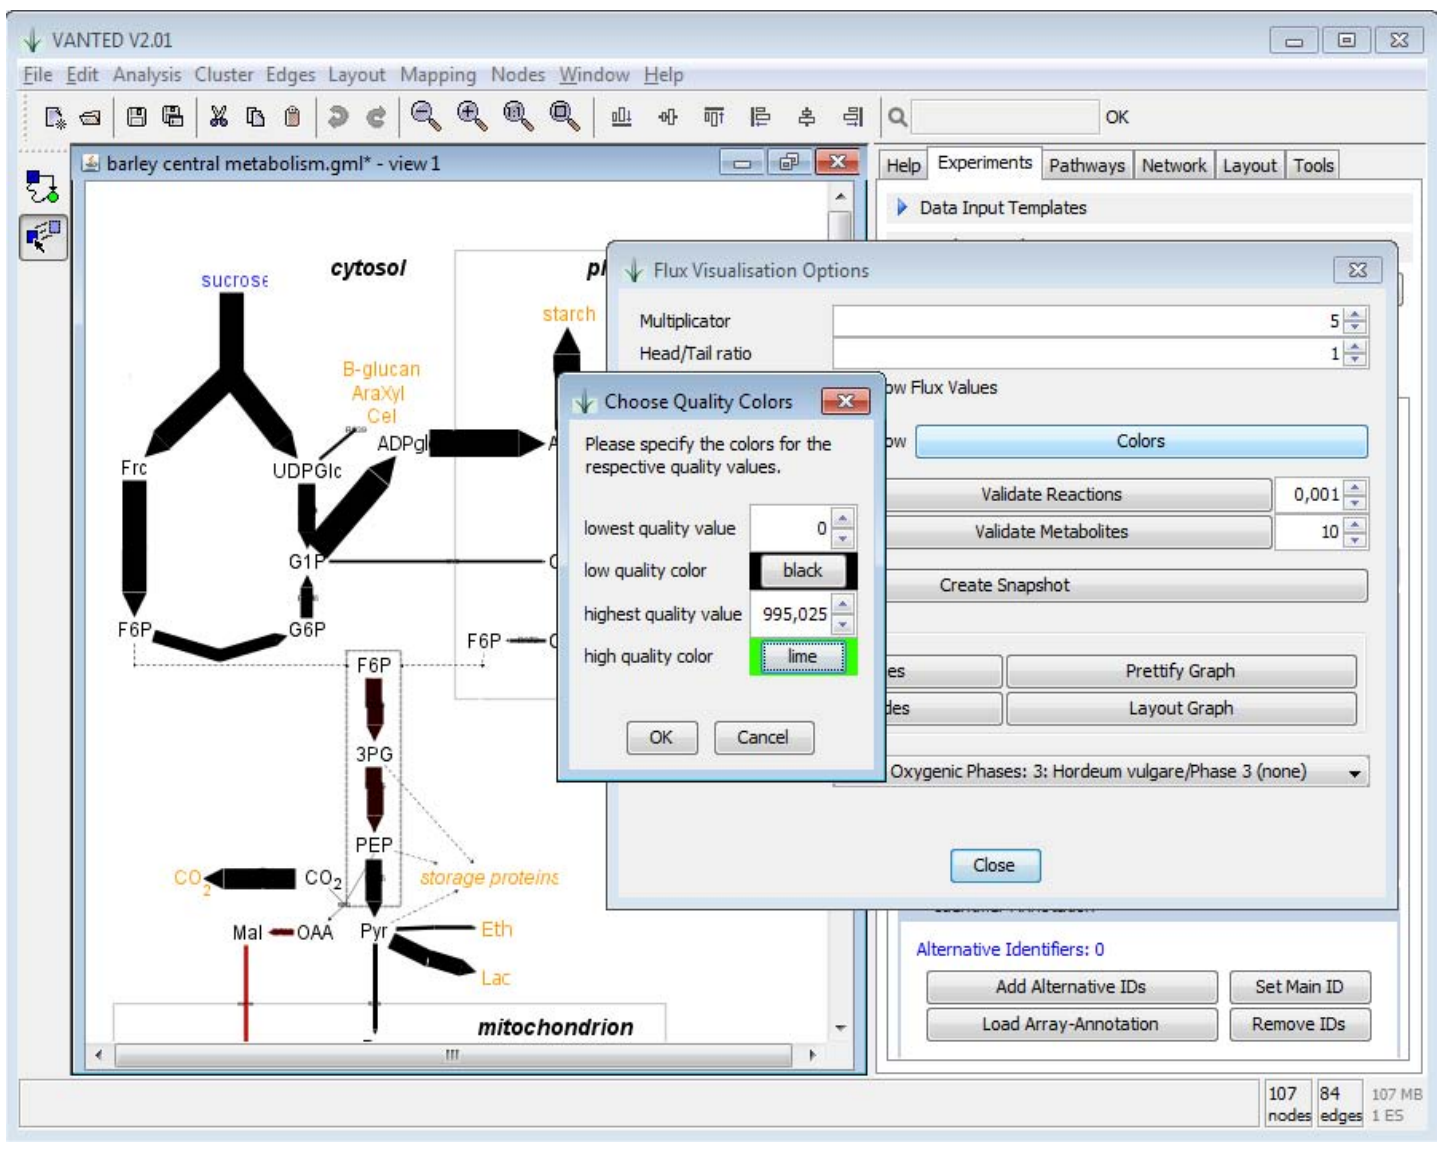 VANTED V2.01
File Edit Analysis Cluster Edges Layout Mapping Nodes Window Help
OK
barley central metabolism.gml* - view 1
Help Experiments Pathways Network Layout Tools
Data Input Templates
cytosol
sucrose
starch
B-glucan
AraXyl
Cel
ADPgl
Frc
UDPGlc
G1P
F6P
G6P
F6P
F6P
3PG
PEP
CO2
CO2
storage proteins
Mal
OAA
Pyr
Eth
Lac
mitochondrion
Flux Visualisation Options
Multiplicator 5
Head/Tail ratio 1
ow Flux Values
ow Colors
Validate Reactions 0,001
Validate Metabolites 10
Create Snapshot
es Prettify Graph
des Layout Graph
Oxygenic Phases: 3: Hordeum vulgare/Phase 3 (none)
Close
Choose Quality Colors
Please specify the colors for the
respective quality values.
lowest quality value 0
low quality color black
highest quality value 995,025
high quality color lime
OK Cancel
Alternative Identifiers: 0
Add Alternative IDs Set Main ID
Load Array-Annotation Remove IDs
107 84 107 MB
nodes edges 1 ES